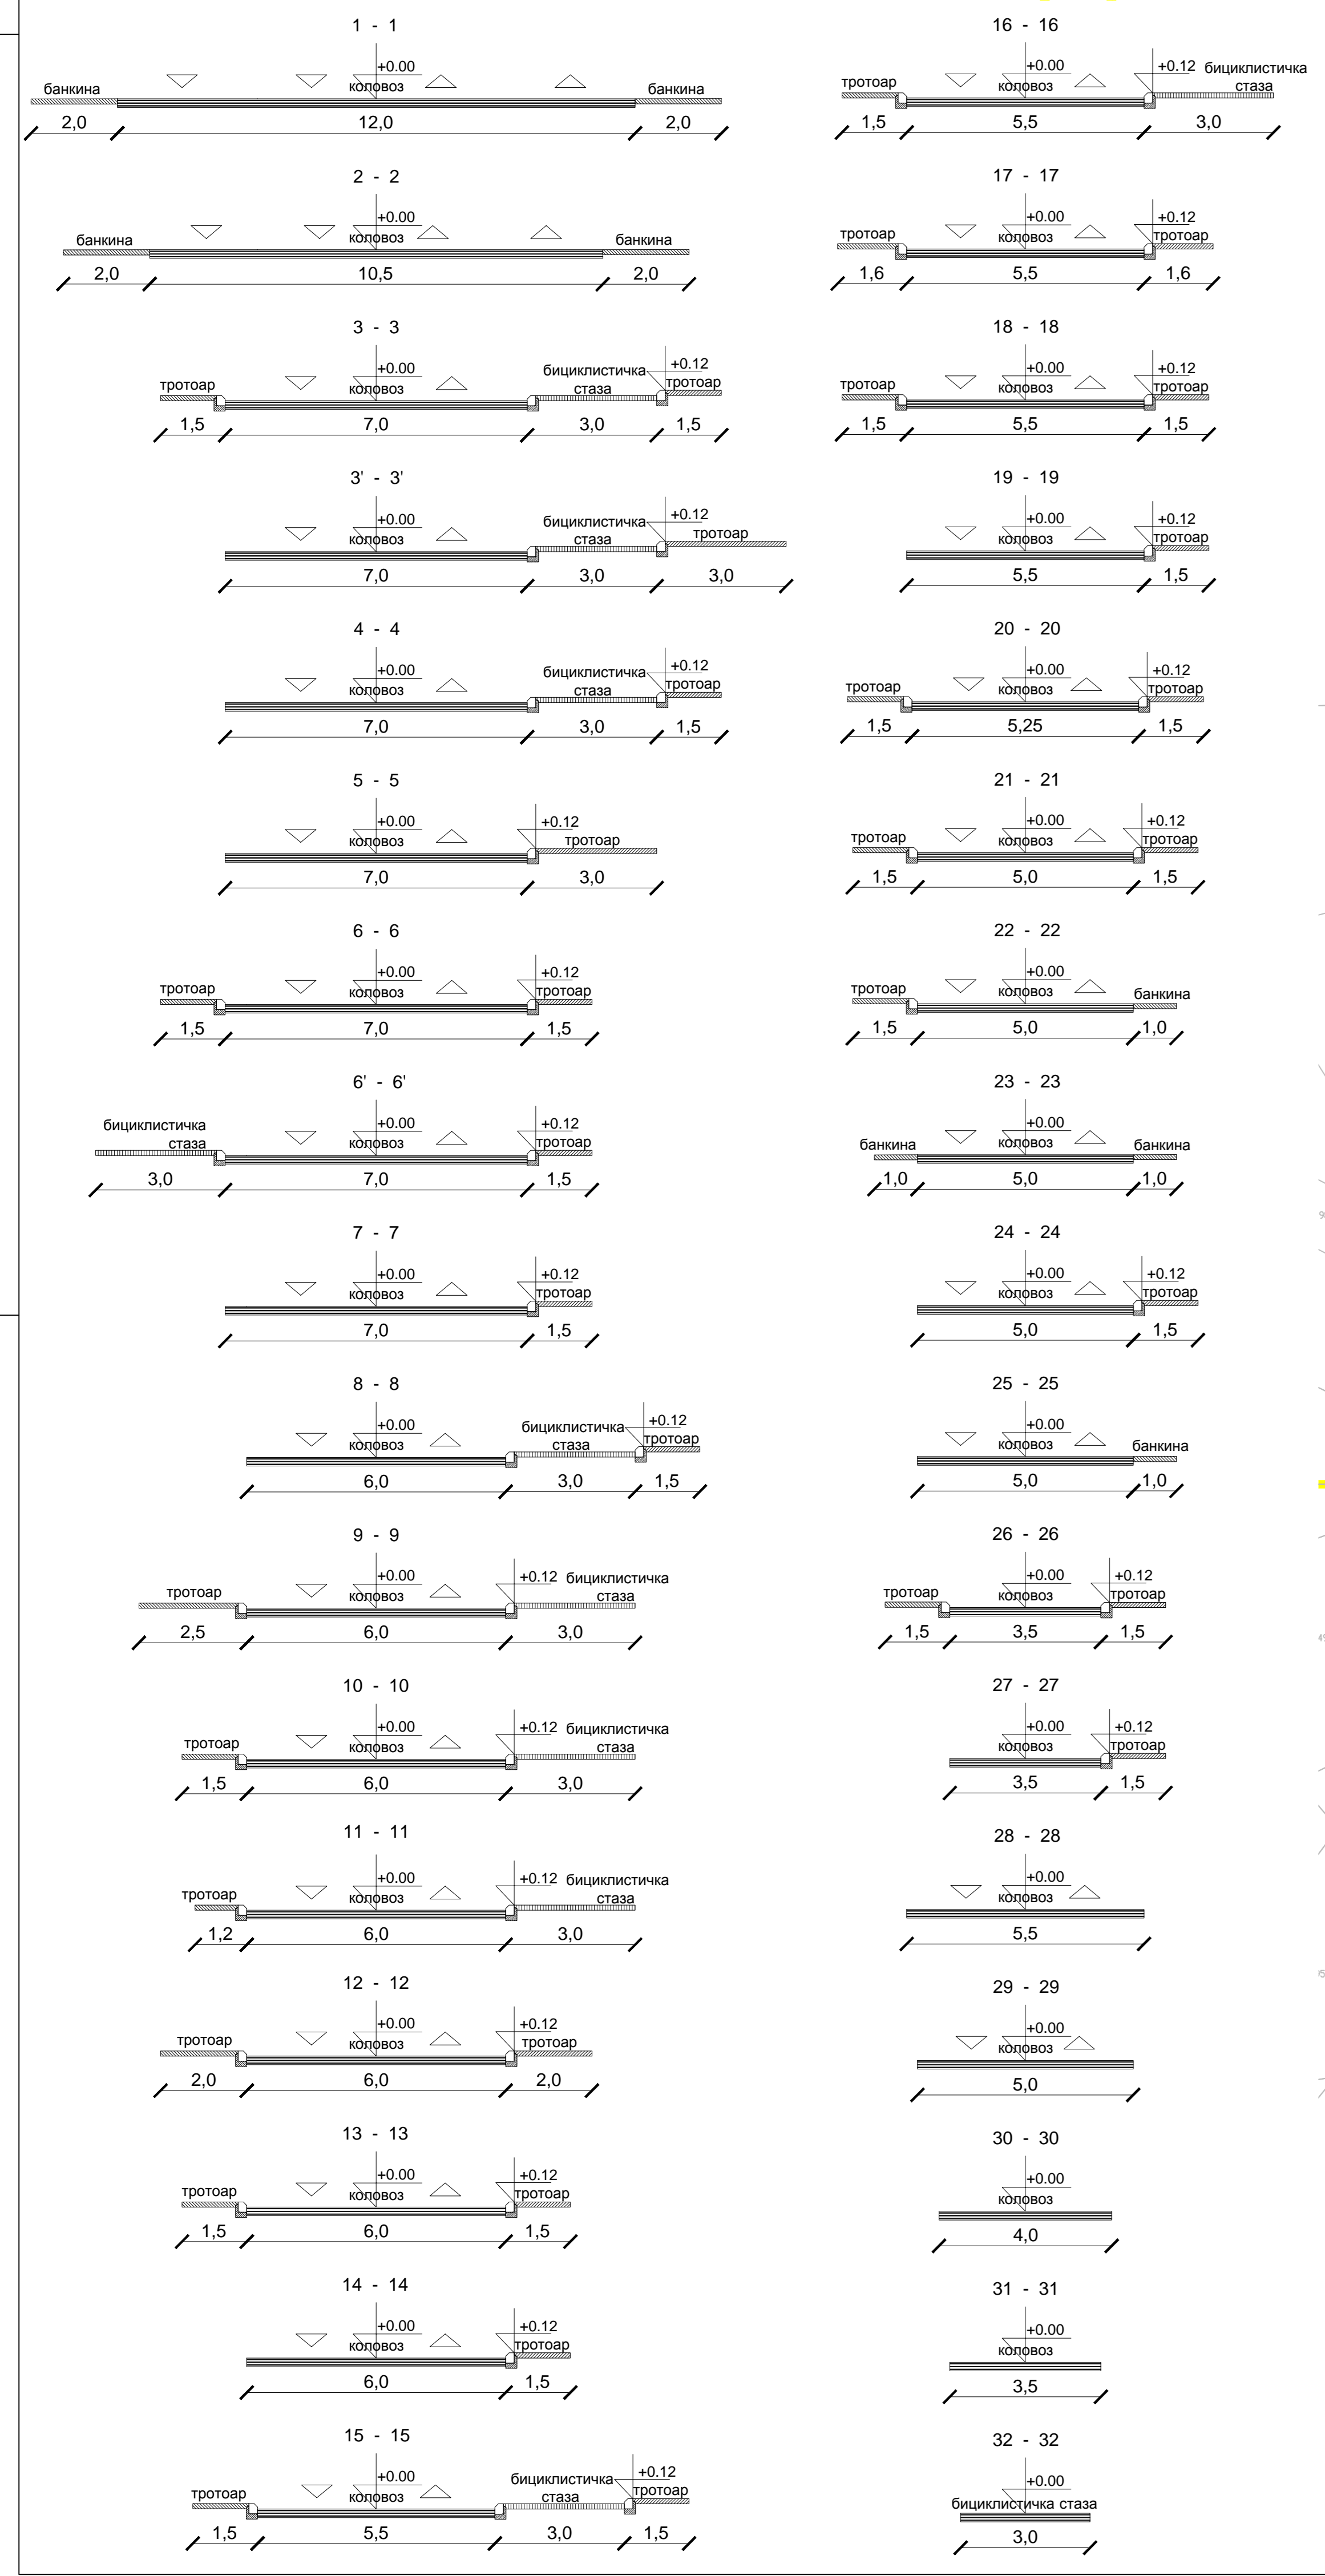 1 - 1
+0.00
банкина коловоз банкина
2,0 12,0 2,0
2 - 2
+0.00
банкина коловоз банкина
2,0 10,5 2,0
3 - 3
+0.00 бициклистичка +0.12
тротоар коловоз стаза тротоар
1,5 7,0 3,0 1,5
3' - 3'
+0.00 бициклистичка +0.12
коловоз стаза тротоар
7,0 3,0 3,0
4 - 4
+0.00 бициклистичка +0.12
коловоз стаза тротоар
7,0 3,0 1,5
5 - 5
+0.00 +0.12
коловоз тротоар
7,0 3,0
6 - 6
+0.00 +0.12
тротоар коловоз тротоар
1,5 7,0 1,5
6' - 6'
бициклистичка +0.00 +0.12
стаза коловоз тротоар
3,0 7,0 1,5
7 - 7
+0.00 +0.12
коловоз тротоар
7,0 1,5
8 - 8
+0.00 бициклистичка +0.12
коловоз стаза тротоар
6,0 3,0 1,5
9 - 9
+0.00 +0.12 бициклистичка
тротоар коловоз стаза
2,5 6,0 3,0
10 - 10
+0.00 +0.12 бициклистичка
тротоар коловоз стаза
1,5 6,0 3,0
11 - 11
+0.00 +0.12 бициклистичка
тротоар коловоз стаза
1,2 6,0 3,0
12 - 12
+0.00 +0.12
тротоар коловоз тротоар
2,0 6,0 2,0
13 - 13
+0.00 +0.12
тротоар коловоз тротоар
1,5 6,0 1,5
14 - 14
+0.00 +0.12
коловоз тротоар
6,0 1,5
15 - 15
+0.00 бициклистичка +0.12
тротоар коловоз стаза тротоар
1,5 5,5 3,0 1,5
16 - 16
+0.00 +0.12 бициклистичка
тротоар коловоз стаза
1,5 5,5 3,0
17 - 17
+0.00 +0.12
тротоар коловоз тротоар
1,6 5,5 1,6
18 - 18
+0.00 +0.12
тротоар коловоз тротоар
1,5 5,5 1,5
19 - 19
+0.00 +0.12
коловоз тротоар
5,5 1,5
20 - 20
+0.00 +0.12
тротоар коловоз тротоар
1,5 5,25 1,5
21 - 21
+0.00 +0.12
тротоар коловоз тротоар
1,5 5,0 1,5
22 - 22
+0.00
тротоар коловоз банкина
1,5 5,0 1,0
23 - 23
+0.00
банкина коловоз банкина
1,0 5,0 1,0
24 - 24
+0.00 +0.12
коловоз тротоар
5,0 1,5
25 - 25
+0.00
коловоз банкина
5,0 1,0
26 - 26
+0.00 +0.12
тротоар коловоз тротоар
1,5 3,5 1,5
27 - 27
+0.00 +0.12
коловоз тротоар
3,5 1,5
28 - 28
+0.00
коловоз
5,5
29 - 29
+0.00
коловоз
5,0
30 - 30
+0.00
коловоз
4,0
31 - 31
+0.00
коловоз
3,5
32 - 32
+0.00
бициклистичка стаза
3,0